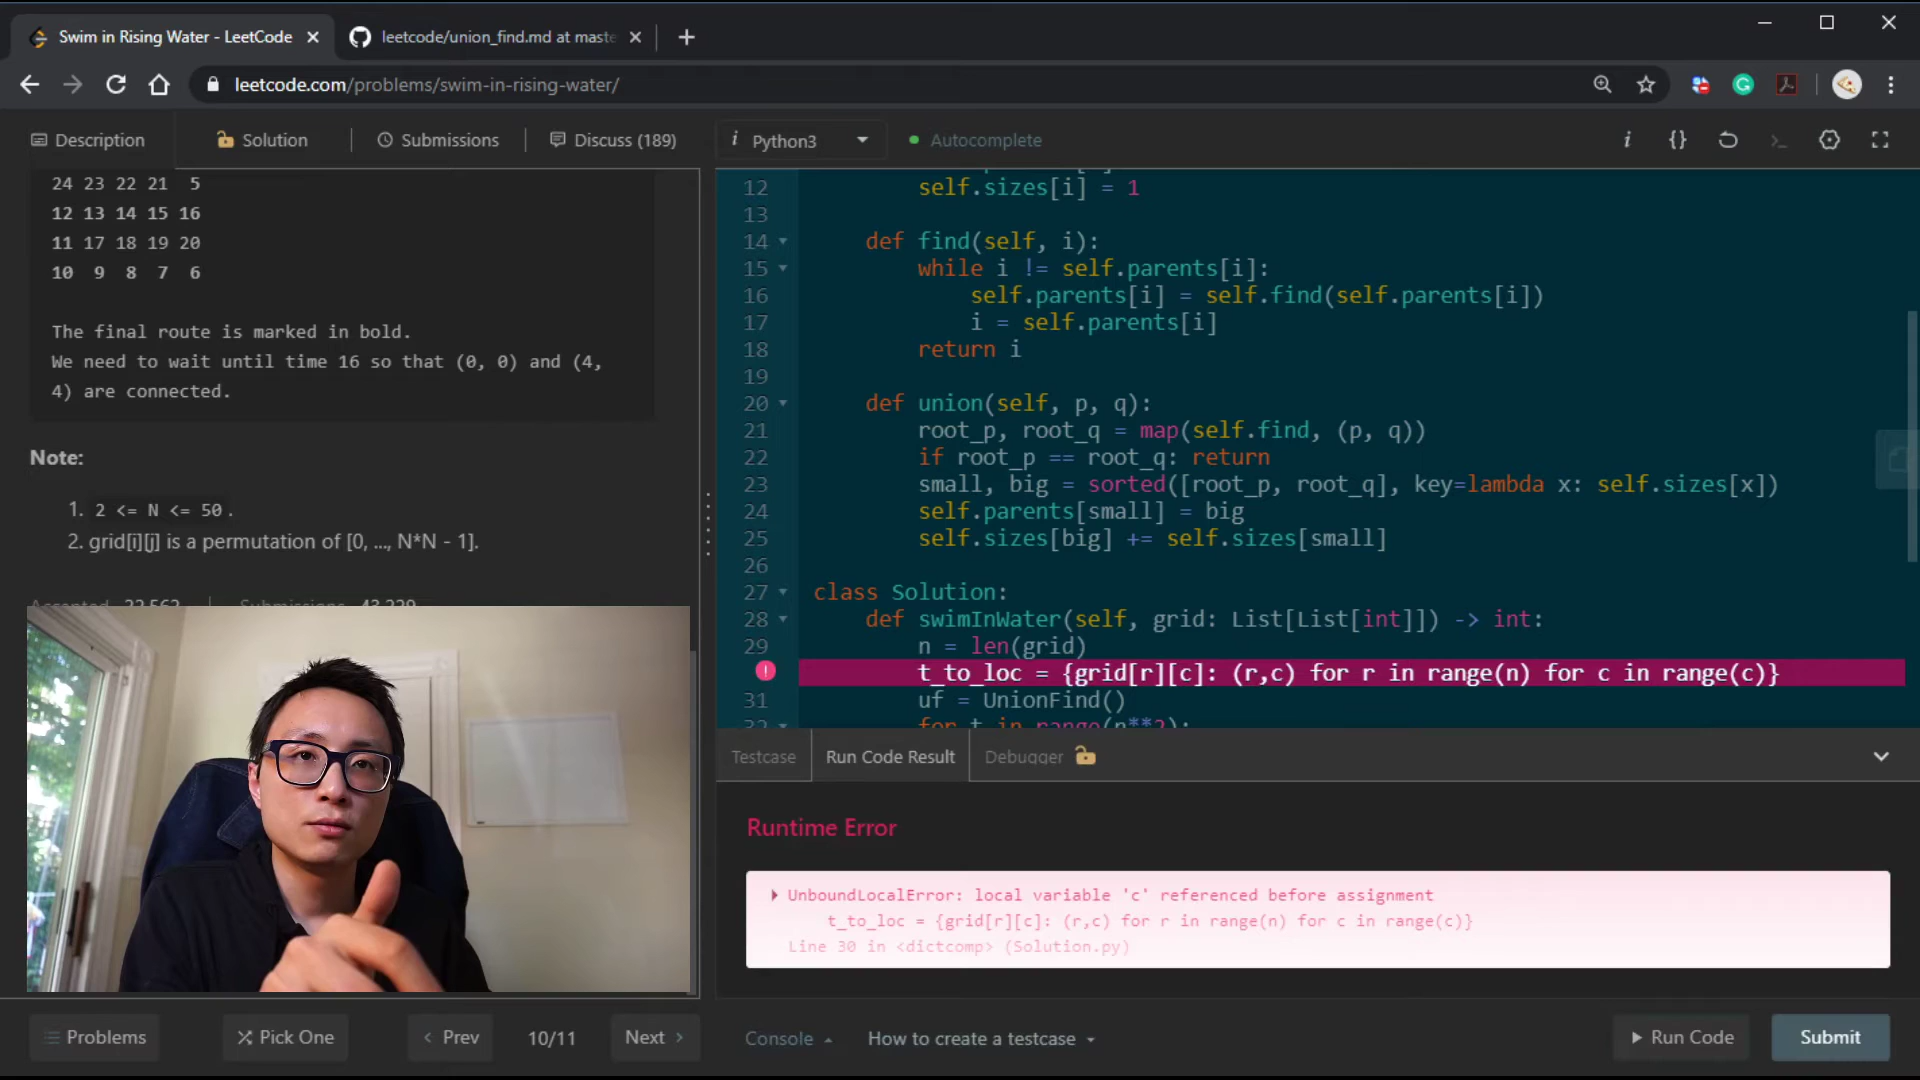 Swim in Rising Water - LeetCode
leetcode/union_find.md at maste
leetcode.com/problems/swim-in-rising-water/
Description
Solution
Submissions
Discuss (189)
i Python3
Autocomplete
24 23 22 21 5
12 13 14 15 16
11 17 18 19 20
10 9 8 7 6
The final route is marked in bold.
We need to wait until time 16 so that (0, 0) and (4,
4) are connected.
Note:
1. 2 <= N <= 50.
2. grid[i][j] is a permutation of [0, ..., N*N - 1].
Accepted 22,562 | Submissions 43,229
12 self.sizes[i] = 1
13
14 def find(self, i):
15 while i != self.parents[i]:
16 self.parents[i] = self.find(self.parents[i])
17 i = self.parents[i]
18 return i
19
20 def union(self, p, q):
21 root_p, root_q = map(self.find, (p, q))
22 if root_p == root_q: return
23 small, big = sorted([root_p, root_q], key=lambda x: self.sizes[x])
24 self.parents[small] = big
25 self.sizes[big] += self.sizes[small]
26
27 class Solution:
28 def swimInWater(self, grid: List[List[int]]) -> int:
29 n = len(grid)
t_to_loc = {grid[r][c]: (r,c) for r in range(n) for c in range(c)}
31 uf = UnionFind()
32 for t in range(n**2):
Testcase
Run Code Result
Debugger
Runtime Error
UnboundLocalError: local variable 'c' referenced before assignment
t_to_loc = {grid[r][c]: (r,c) for r in range(n) for c in range(c)}
Line 30 in <dictcomp> (Solution.py)
Problems
Pick One
Prev
10/11
Next
Console
How to create a testcase
Run Code
Submit